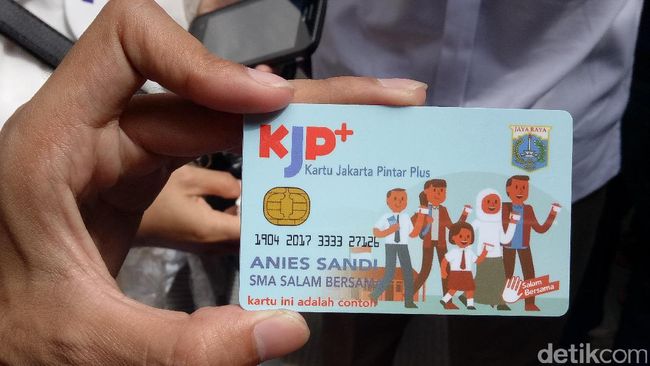 KJP+
JAYA RAYA
Kartu Jakarta Pintar Plus
1904 2017 3333 27126
ANIES SANDI
SMA SALAM BERSAMA
kartu ini adalah contoh
Salam
Bersama
detikcom